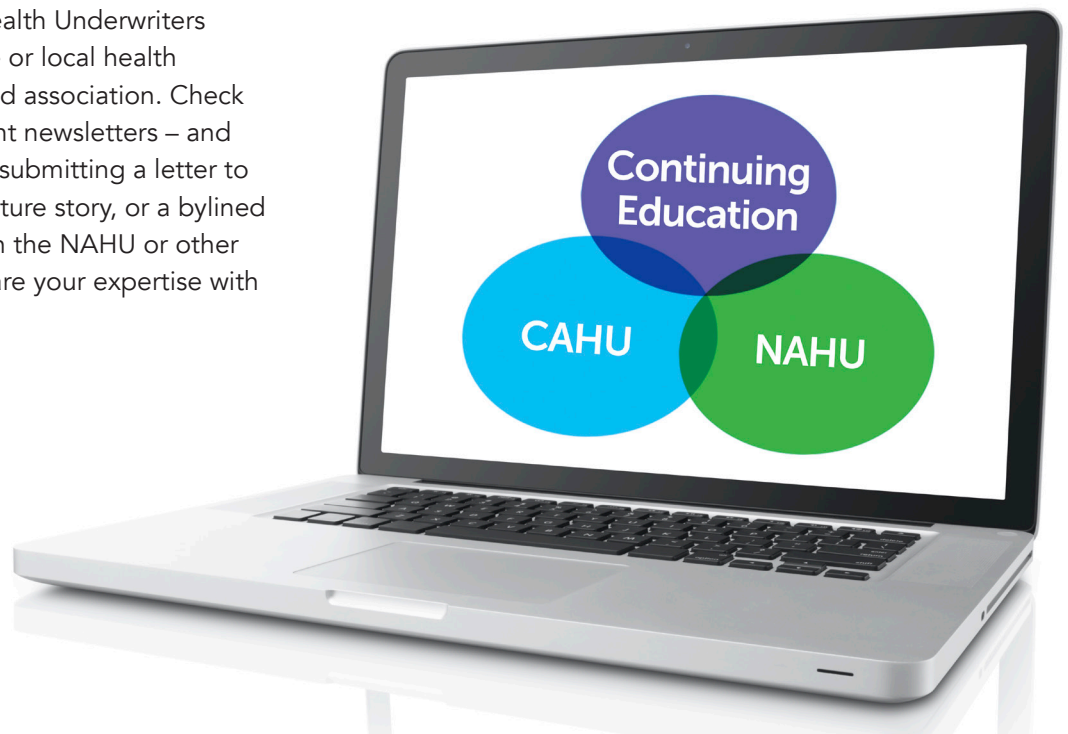 ealth Underwriters
or local health
d association. Check
nt newsletters – and
submitting a letter to
ture story, or a bylined
n the NAHU or other
are your expertise with
Continuing
Education
CAHU
NAHU